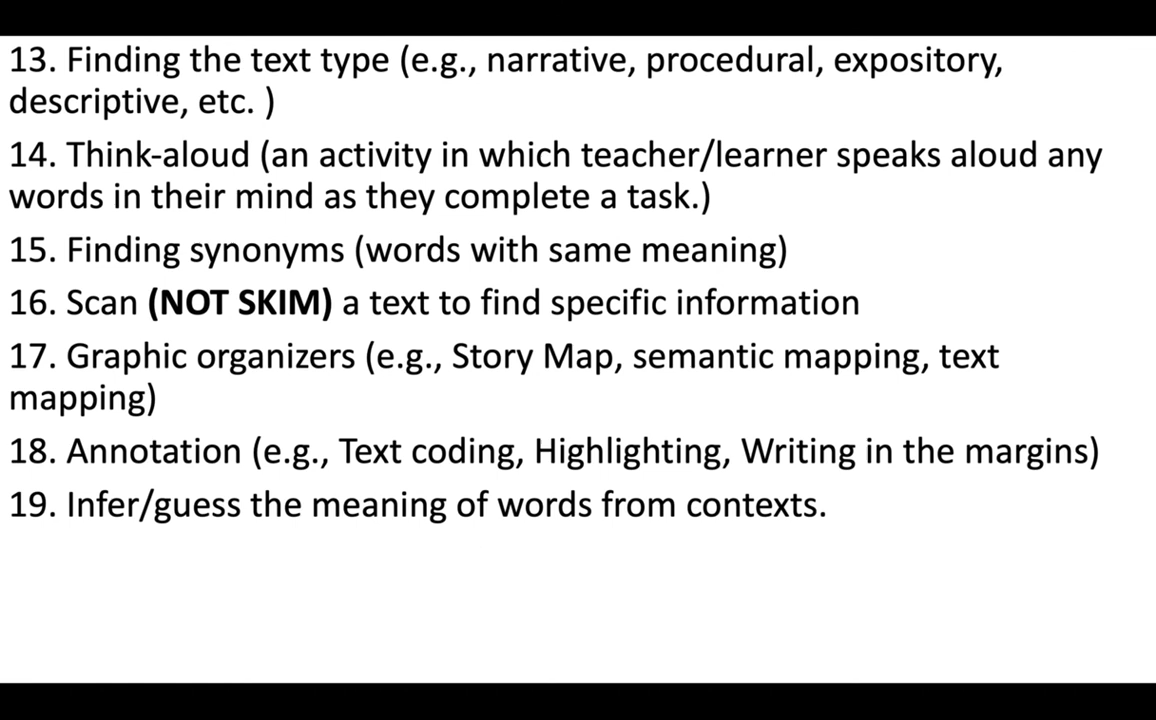 13. Finding the text type (e.g., narrative, procedural, expository,
descriptive, etc. )
14. Think-aloud (an activity in which teacher/learner speaks aloud any
words in their mind as they complete a task.)
15. Finding synonyms (words with same meaning)
16. Scan (NOT SKIM) a text to find specific information
17. Graphic organizers (e.g., Story Map, semantic mapping, text
mapping)
18. Annotation (e.g., Text coding, Highlighting, Writing in the margins)
19. Infer/guess the meaning of words from contexts.